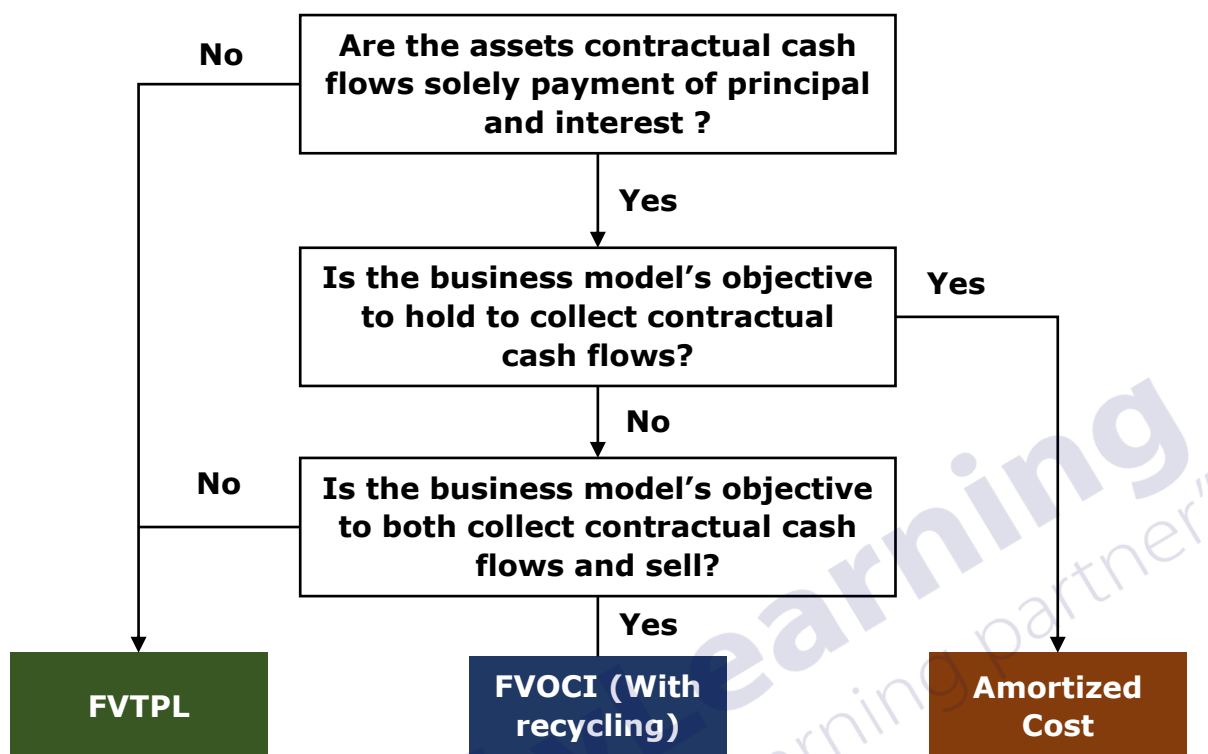 No
Are the assets contractual cash
flows solely payment of principal
and interest ?
Yes
Is the business model’s objective
to hold to collect contractual
cash flows?
Yes
No
No
Is the business model’s objective
to both collect contractual cash
flows and sell?
Yes
FVTPL
FVOCI (With
recycling)
Amortized
Cost
Learning
partner"